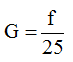 G = f/25